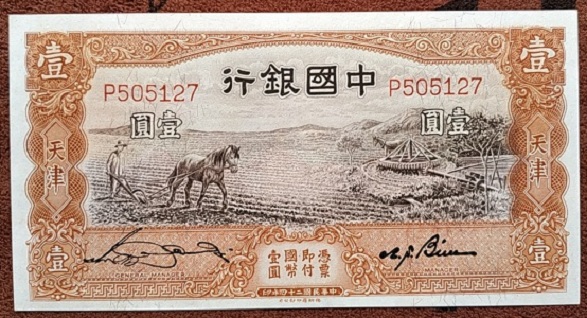 壹 壹
行銀國中
P505127 P505127
圓壹 圓壹
天津 天津
憑票
即付
國幣
壹圓
壹 壹
GENERAL MANAGER MANAGER
印年四十二國民華中